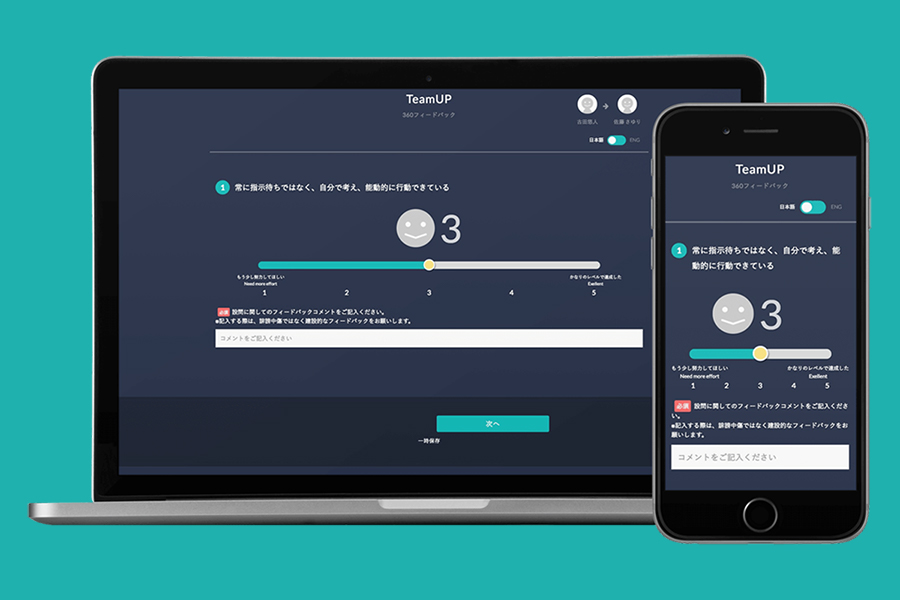 TeamUP
360フィードバック
古田悠人
佐藤 さゆり
日本語 ENG
1 常に指示待ちではなく、自分で考え、能動的に行動できている
3
もう少し努力してほしい
Need more effort
かなりのレベルで達成した
Exellent
1 2 3 4 5
必須 設問に関してのフィードバックコメントをご記入ください。
※記入する際は、誹謗中傷ではなく建設的なフィードバックをお願いします。
コメントをご記入ください
次へ
一時保存
TeamUP
360フィードバック
日本語 ENG
1 常に指示待ちではなく、自分で考え、能
動的に行動できている
3
もう少し努力してほしい
Need more effort
かなりのレベルで達成した
Exellent
1 2 3 4 5
必須 設問に関してのフィードバックコメントをご記入くださ
い。
※記入する際は、誹謗中傷ではなく建設的なフィードバックをお
願いします。
コメントをご記入ください